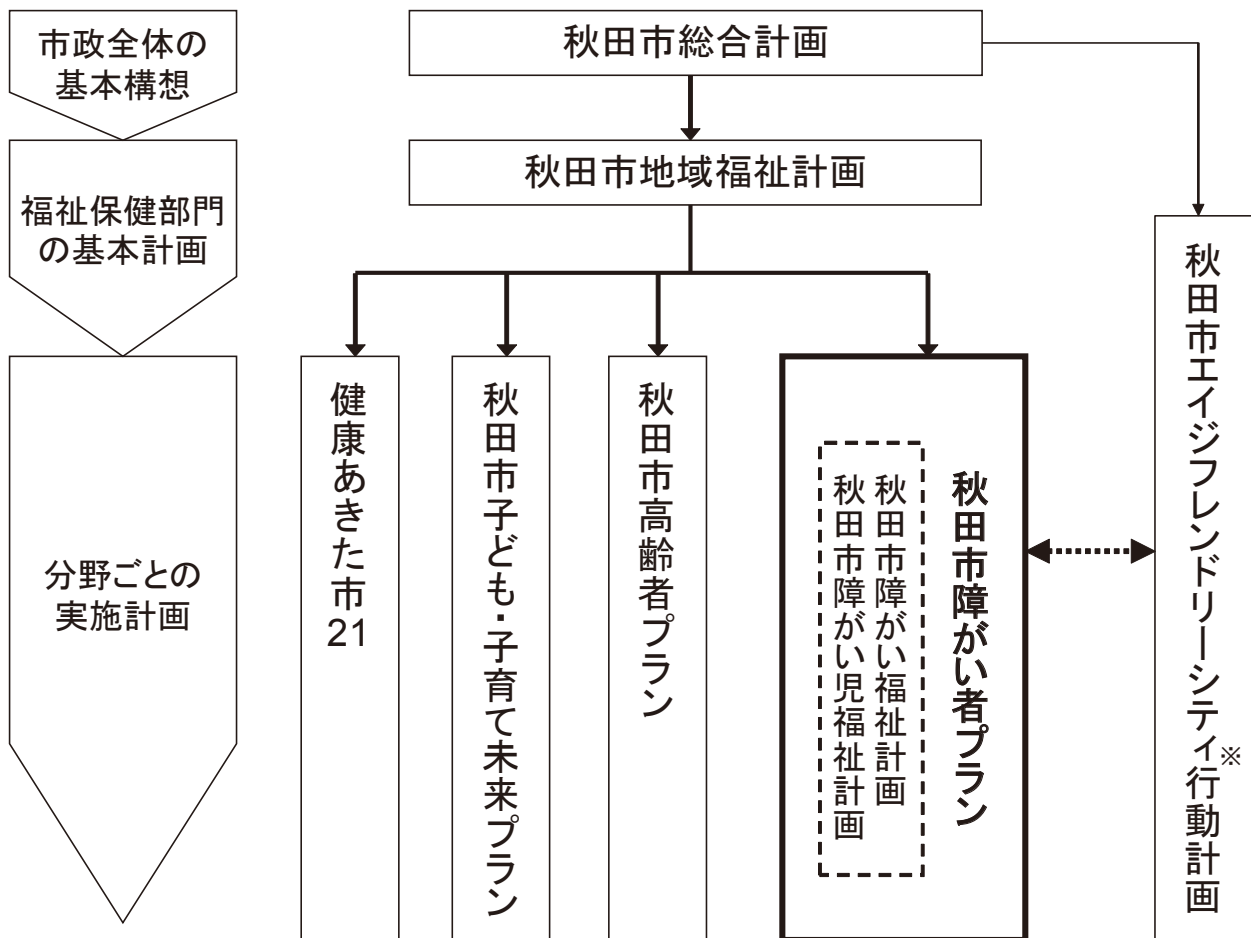 市政全体の
基本構想
秋田市総合計画
秋田市地域福祉計画
福祉保健部門
の基本計画
分野ごとの
実施計画
健康あきた市21
秋田市子ども・子育て未来プラン
秋田市高齢者プラン
秋田市障がい者プラン
秋田市障がい福祉計画
秋田市障がい児福祉計画
秋田市エイジフレンドリーシティ※行動計画